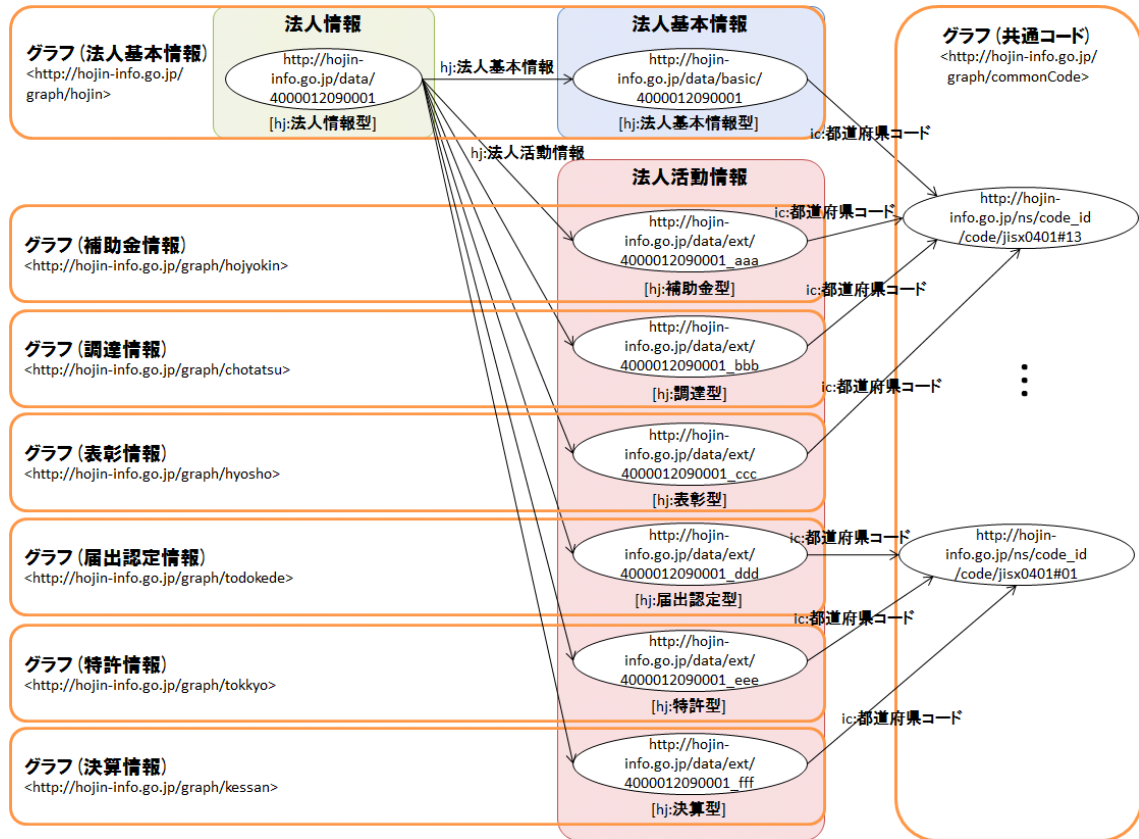 法人情報
法人基本情報
グラフ(法人基本情報)
<http://hojin-info.go.jp/
graph/hojin>
http://hojin-
info.go.jp/data/
4000012090001
[hj:法人情報型]
hj:法人基本情報
http://hojin-
info.go.jp/data/basic/
4000012090001
[hj:法人基本情報型]
グラフ(共通コード)
<http://hojin-info.go.jp/
graph/commonCode>
ic:都道府県コード
hj:法人活動情報
法人活動情報
グラフ(補助金情報)
<http://hojin-info.go.jp/graph/hojyokin>
http://hojin-
info.go.jp/data/ext/
4000012090001_aaa
[hj:補助金型]
ic:都道府県コード
http://hojin-
info.go.jp/ns/code_id
/code/jisx0401#13
グラフ(調達情報)
<http://hojin-info.go.jp/graph/chotatsu>
http://hojin-
info.go.jp/data/ext/
4000012090001_bbb
[hj:調達型]
ic:都道府県コード
グラフ(表彰情報)
<http://hojin-info.go.jp/graph/hyosho>
http://hojin-
info.go.jp/data/ext/
4000012090001_ccc
[hj:表彰型]
ic:都道府県コード
グラフ(届出認定情報)
<http://hojin-info.go.jp/graph/todokede>
http://hojin-
info.go.jp/data/ext/
4000012090001_ddd
[hj:届出認定型]
ic:都道府県コード
http://hojin-
info.go.jp/ns/code_id
/code/jisx0401#01
グラフ(特許情報)
<http://hojin-info.go.jp/graph/tokkyo>
http://hojin-
info.go.jp/data/ext/
4000012090001_eee
[hj:特許型]
ic:都道府県コード
グラフ(決算情報)
<http://hojin-info.go.jp/graph/kessan>
http://hojin-
info.go.jp/data/ext/
4000012090001_fff
[hj:決算型]
ic:都道府県コード